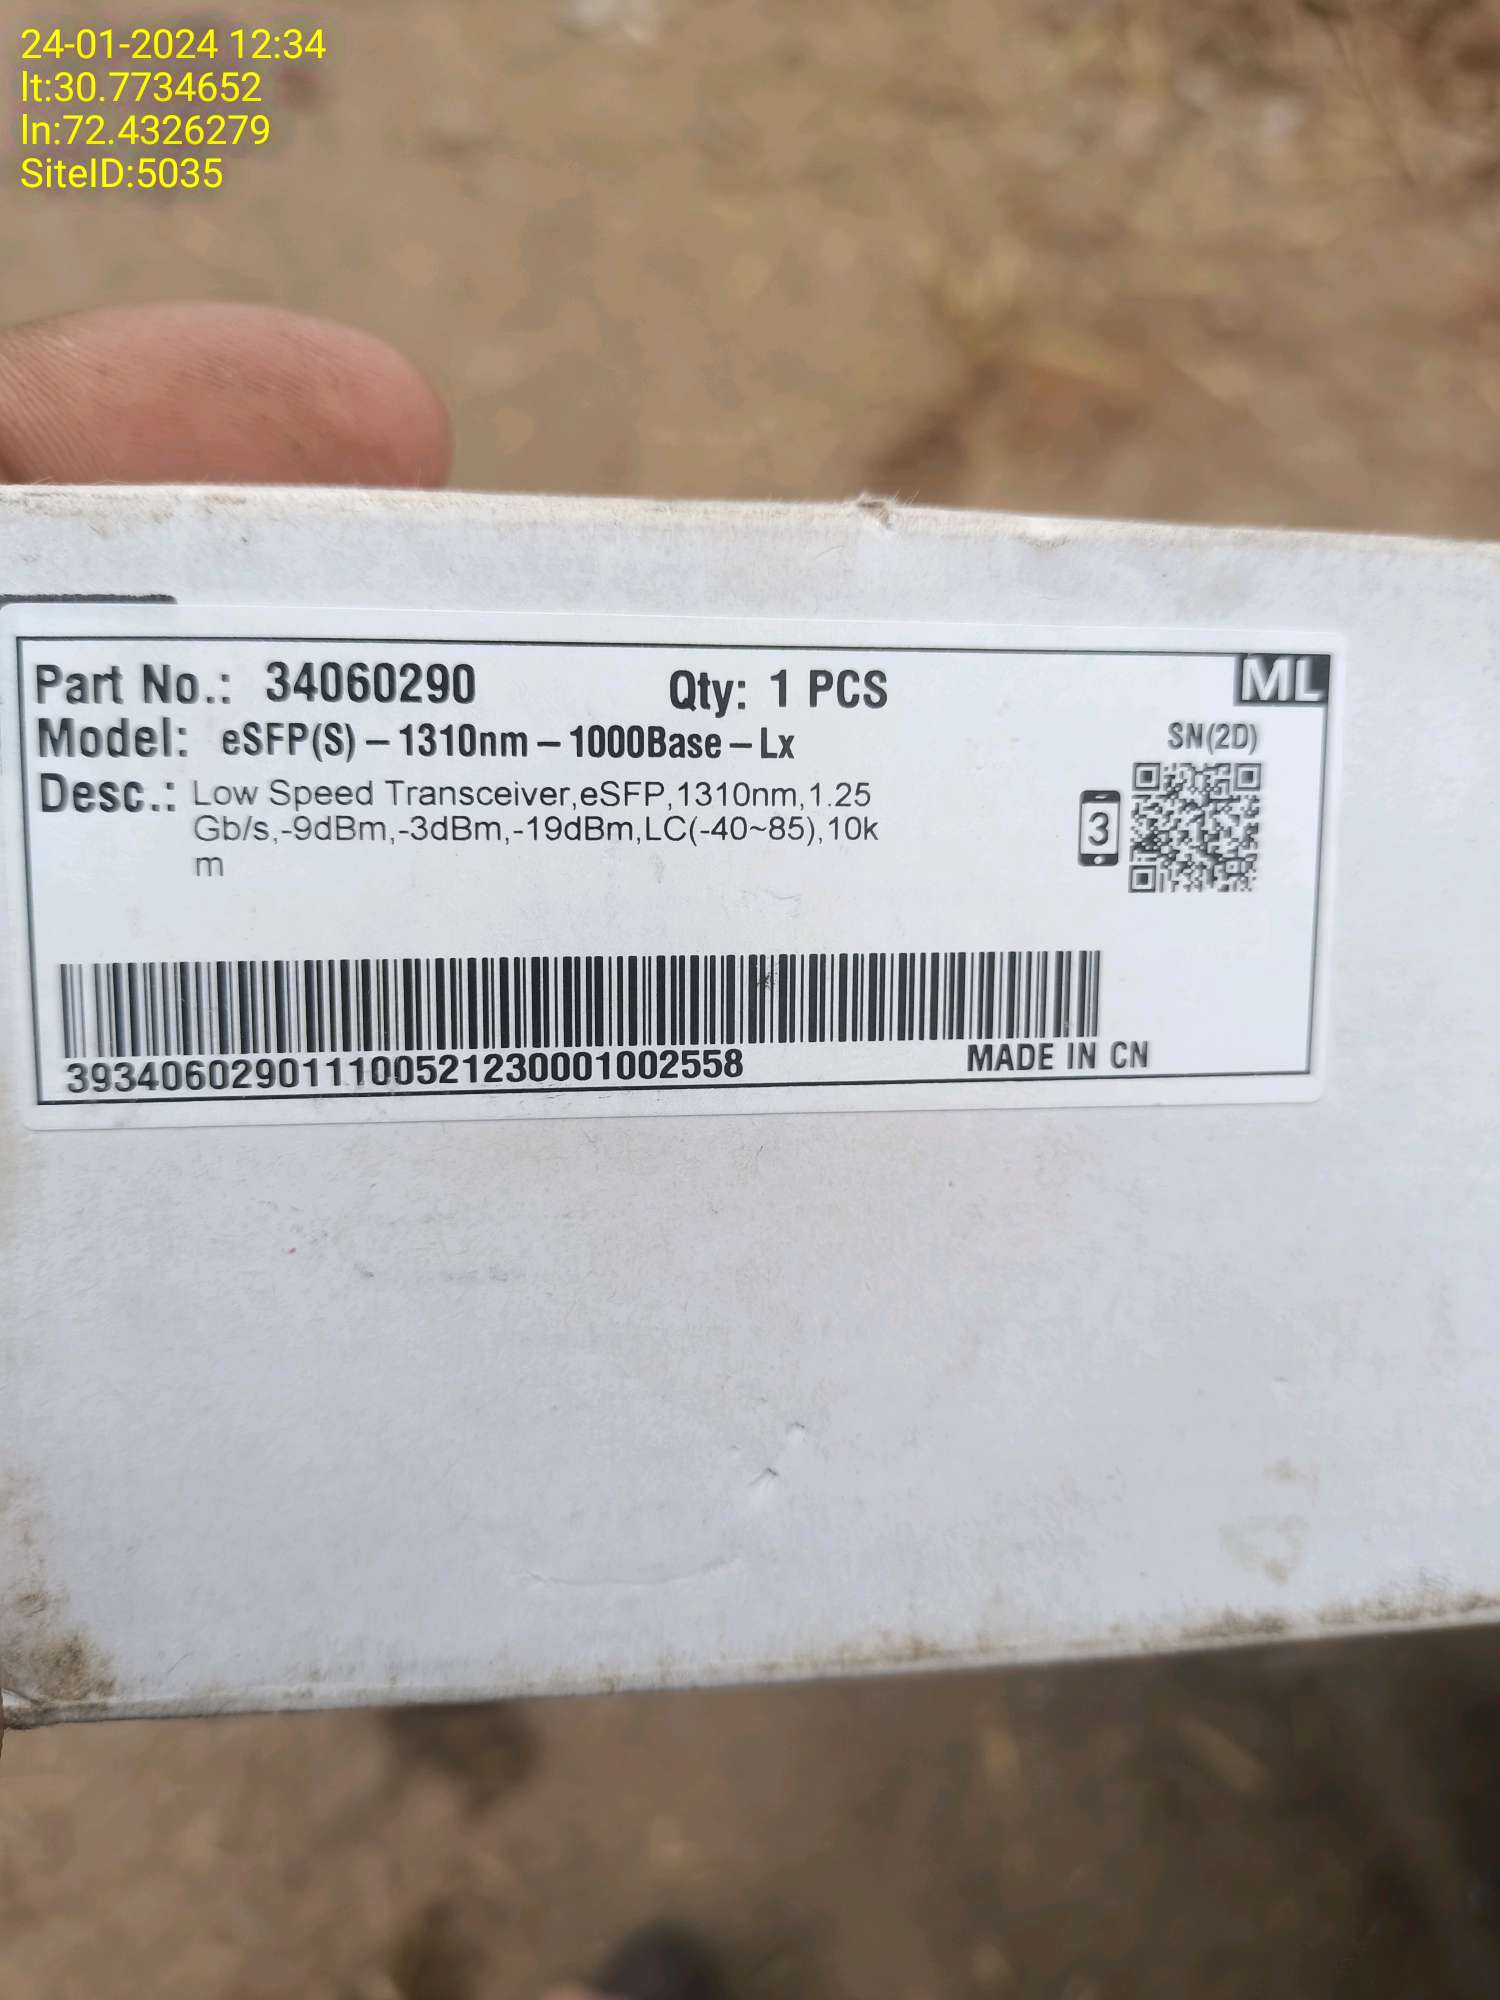 24-01-2024 12:34
lt:30.7734652
ln:72.4326279
SiteID:5035
Part No.: 34060290 Qty: 1 PCS ML
Model: eSFP(S) – 1310nm – 1000Base – Lx SN(2D)
Desc.: Low Speed Transceiver,eSFP,1310nm,1.25
Gb/s,-9dBm,-3dBm,-19dBm,LC(-40~85),10k
m
3
39340602901110052123000100​2558 MADE IN CN